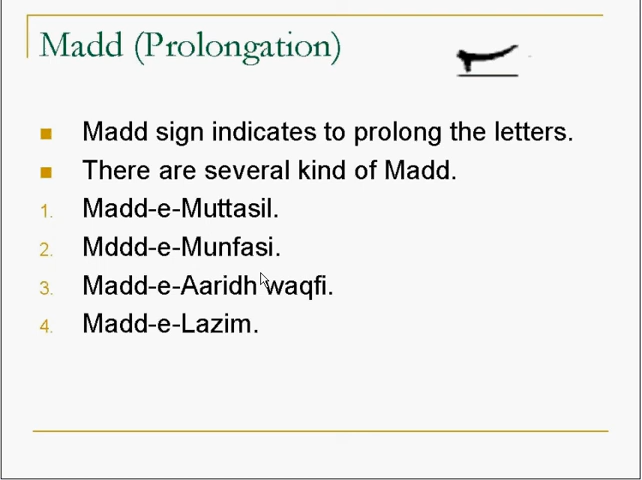 Madd (Prolongation)
Madd sign indicates to prolong the letters.
There are several kind of Madd.
1. Madd-e-Muttasil.
2. Mddd-e-Munfasi.
3. Madd-e-Aaridh waqfi.
4. Madd-e-Lazim.